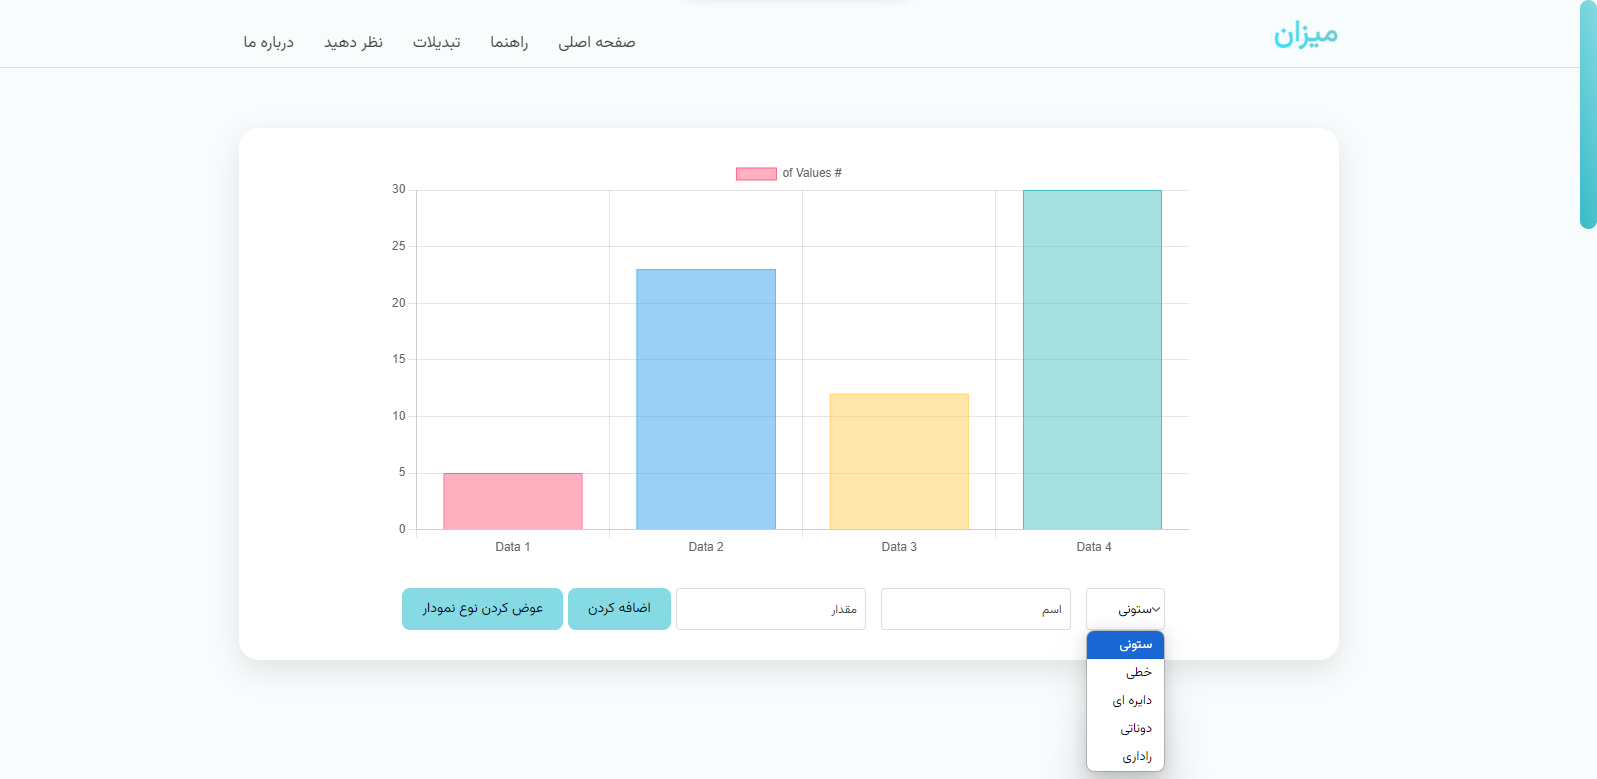 میزان
صفحه اصلی راهنما تبدیلات نظر دهید درباره ما
of Values #
30
25
20
15
10
5
0
Data 1 Data 2 Data 3 Data 4
ستونی اسم مقدار اضافه کردن عوض کردن نوع نمودار
ستونی
خطی
دایره ای
دوناتی
راداری